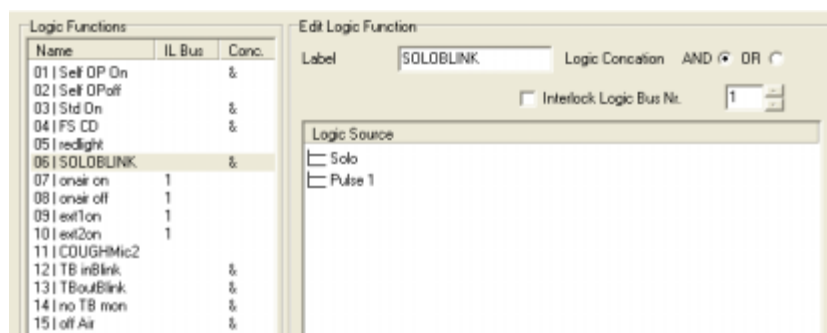 Logic Functions
Name IL Bus Conc.
01 | Self OP On &
02 | Self OPoff
03 | Std On &
04 | FS CD &
05 | redlight
06 | SOLOBLINK &
07 | onair on 1
08 | onair off 1
09 | ext1on 1
10 | ext2on 1
11 | COUGHMic2
12 | TB inBlink &
13 | TBoutBlink &
14 | no TB mon &
15 | off Air &
Edit Logic Function
Label SOLOBLINK Logic Concation AND OR
Interlock Logic Bus Nr. 1
Logic Source
Solo
Pulse 1